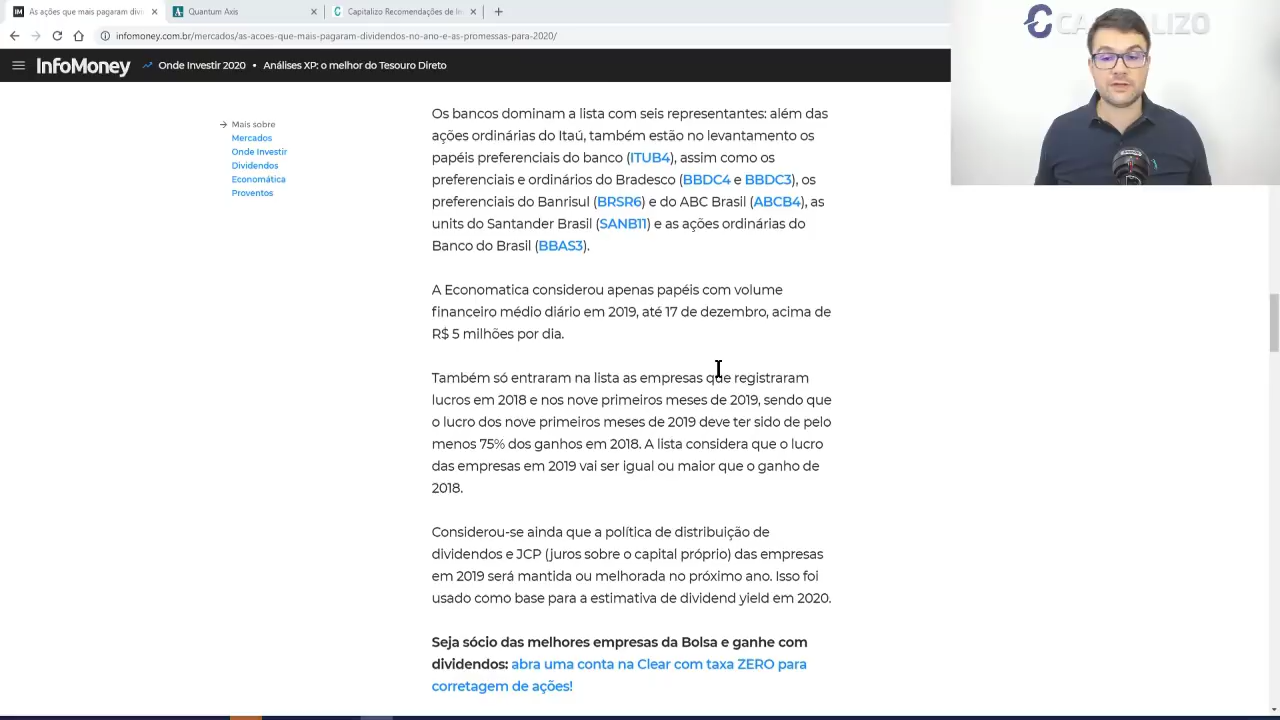 As ações que mais pagaram divi
Quantum Axis
Capitalizo Recomendações de In
infomoney.com.br/mercados/as-acoes-que-mais-pagaram-dividendos-no-ano-e-as-promessas-para-2020/
InfoMoney
Onde Investir 2020 • Análises XP: o melhor do Tesouro Direto
Mais sobre
Mercados
Onde Investir
Dividendos
Economática
Proventos
Os bancos dominam a lista com seis representantes: além das
ações ordinárias do Itaú, também estão no levantamento os
papéis preferenciais do banco (ITUB4), assim como os
preferenciais e ordinários do Bradesco (BBDC4 e BBDC3), os
preferenciais do Banrisul (BRSR6) e do ABC Brasil (ABCB4), as
units do Santander Brasil (SANB11) e as ações ordinárias do
Banco do Brasil (BBAS3).
A Economatica considerou apenas papéis com volume
financeiro médio diário em 2019, até 17 de dezembro, acima de
R$ 5 milhões por dia.
Também só entraram na lista as empresas que registraram
lucros em 2018 e nos nove primeiros meses de 2019, sendo que
o lucro dos nove primeiros meses de 2019 deve ter sido de pelo
menos 75% dos ganhos em 2018. A lista considera que o lucro
das empresas em 2019 vai ser igual ou maior que o ganho de
2018.
Considerou-se ainda que a política de distribuição de
dividendos e JCP (juros sobre o capital próprio) das empresas
em 2019 será mantida ou melhorada no próximo ano. Isso foi
usado como base para a estimativa de dividend yield em 2020.
Seja sócio das melhores empresas da Bolsa e ganhe com
dividendos: abra uma conta na Clear com taxa ZERO para
corretagem de ações!